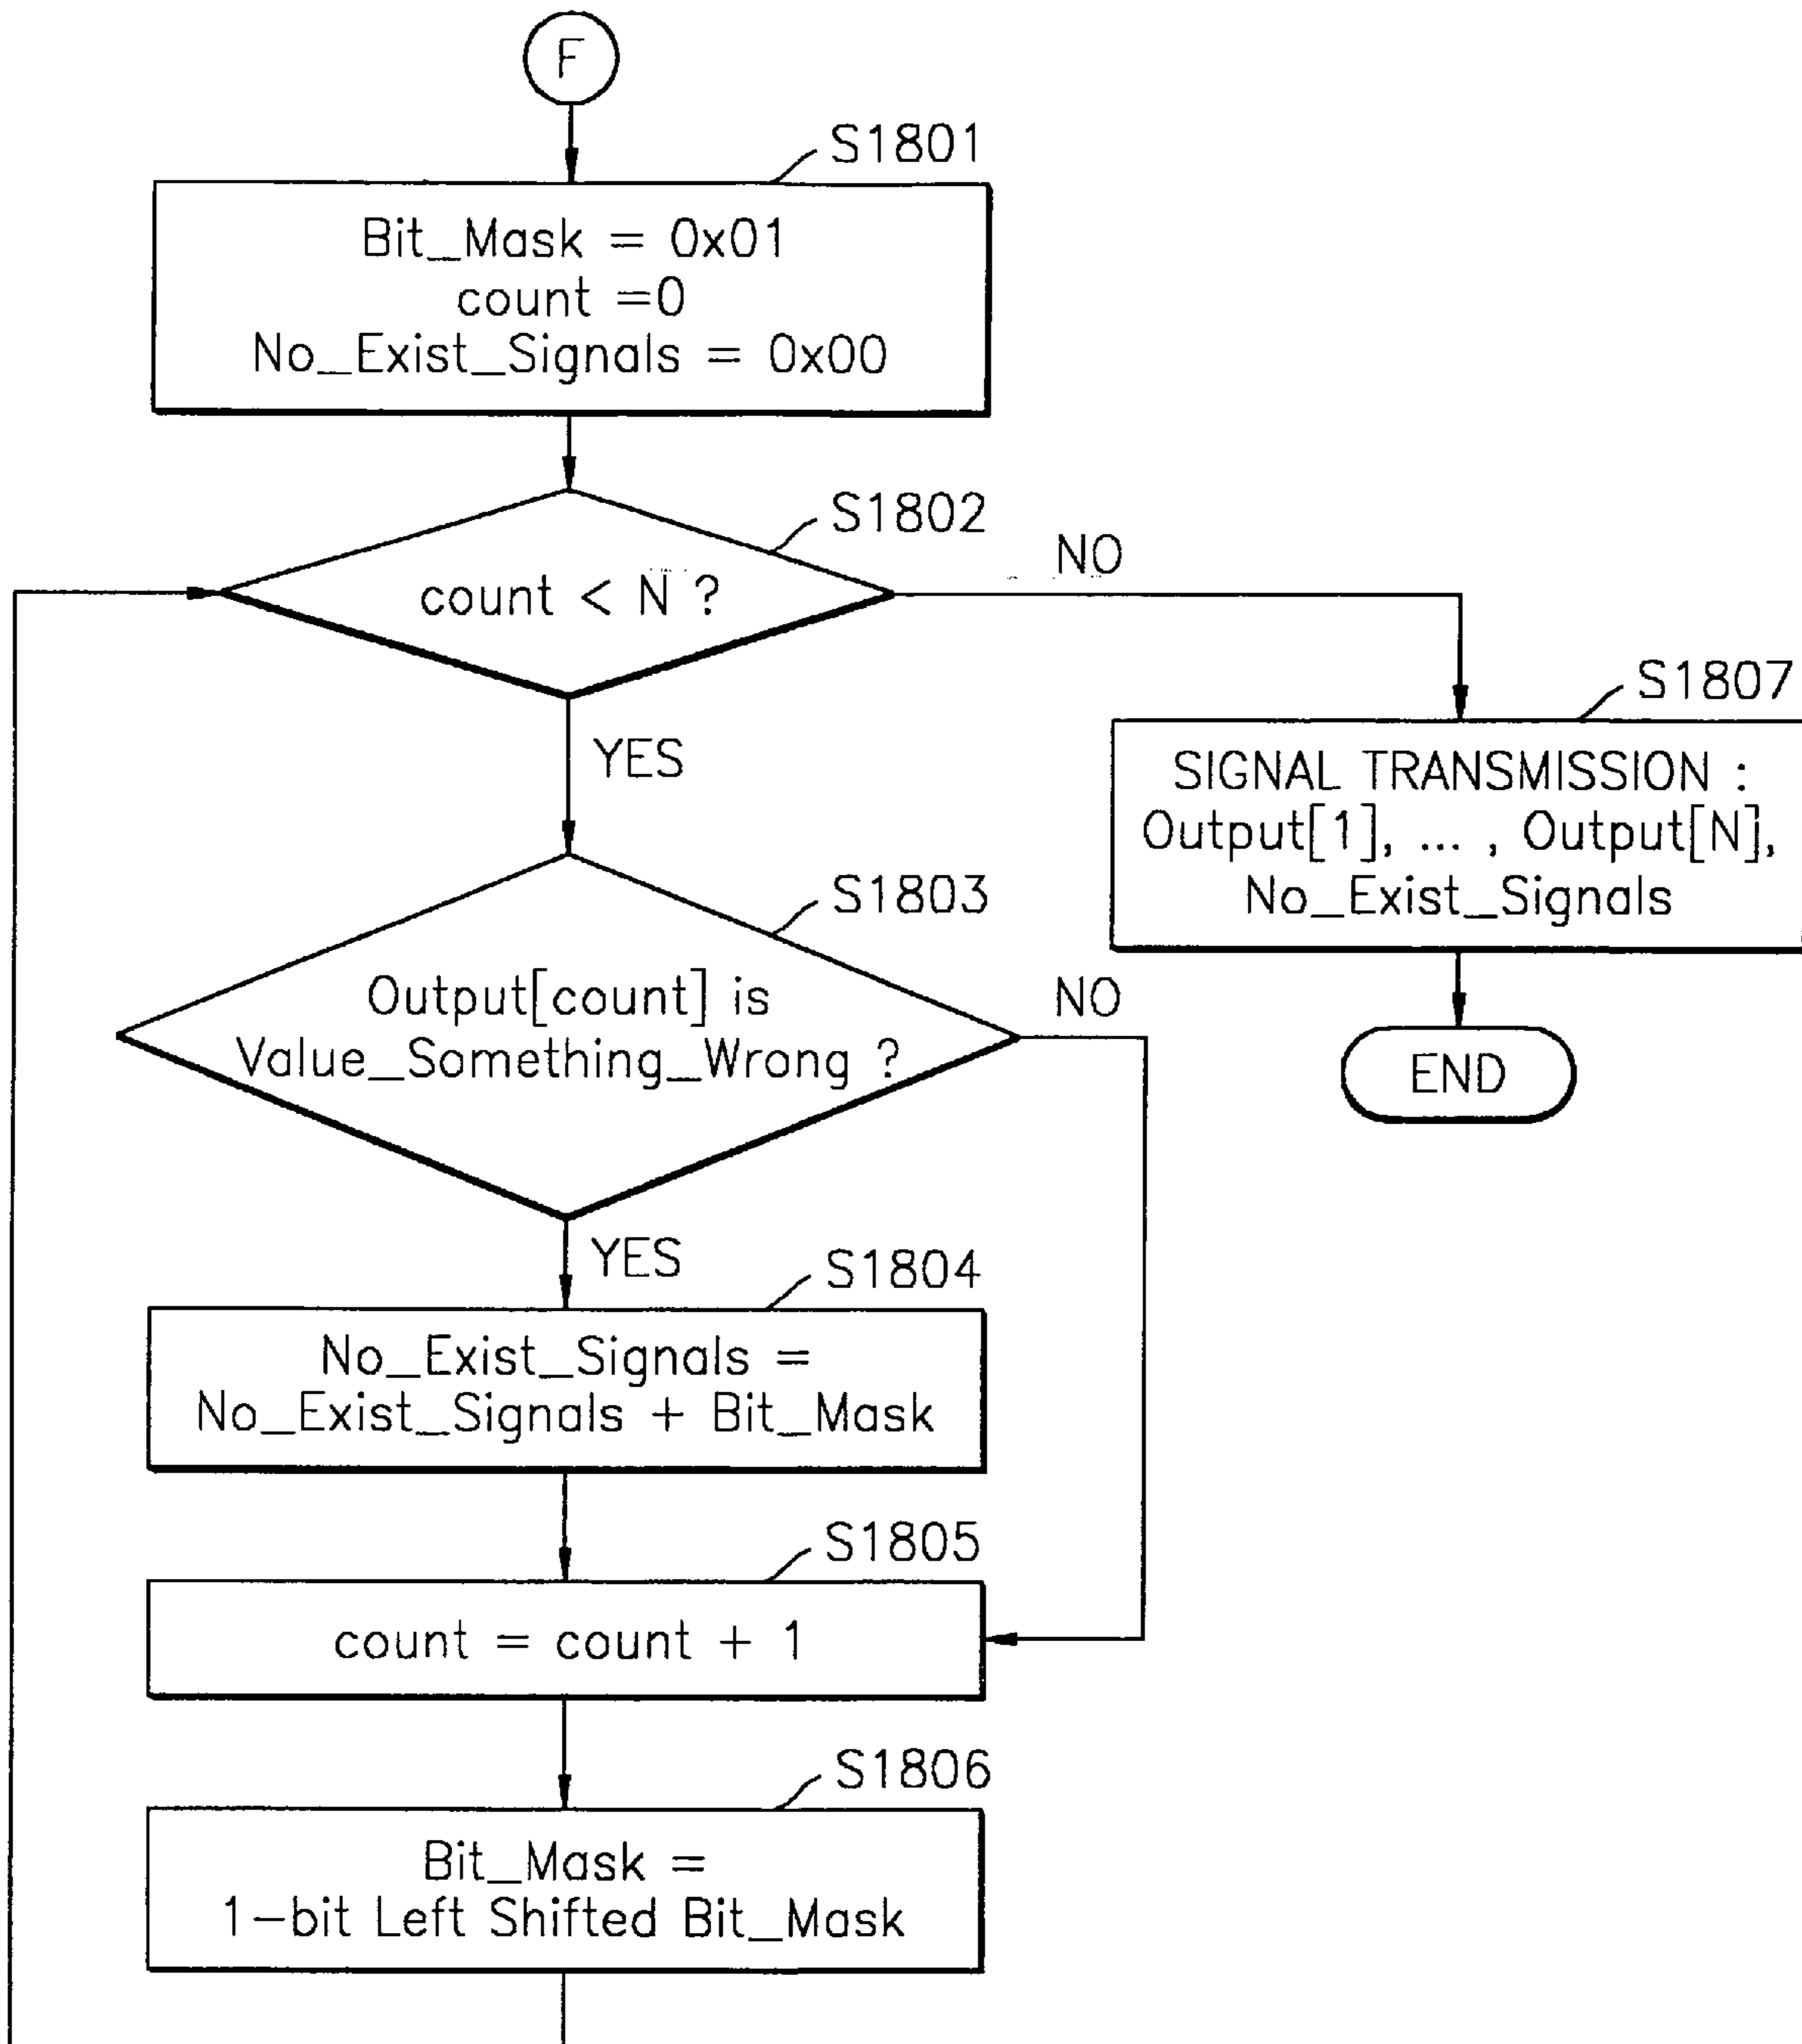 F
S1801
Bit_Mask = 0x01
count =0
No_Exist_Signals = 0x00
S1802
count < N ?
NO
YES
S1807
SIGNAL TRANSMISSION :
Output[1], ... , Output[N],
No_Exist_Signals
END
S1803
Output[count] is
Value_Something_Wrong ?
NO
YES
S1804
No_Exist_Signals =
No_Exist_Signals + Bit_Mask
S1805
count = count + 1
S1806
Bit_Mask =
1-bit Left Shifted Bit_Mask